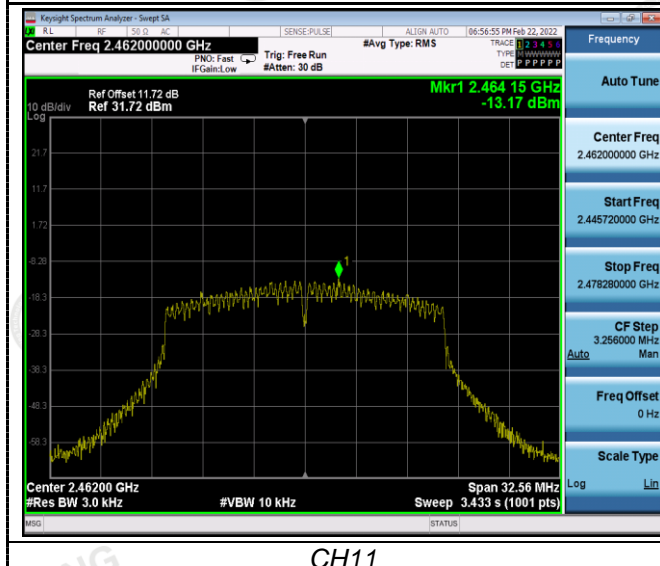 Keysight Spectrum Analyzer - Swept SA
RL RF 50 Ω AC SENSE:PULSE ALIGN AUTO 06:56:55 PM Feb 22, 2022
Center Freq 2.462000000 GHz #Avg Type: RMS TRACE 1 2 3 4 5 6
PNO: Fast Trig: Free Run TYPE MWWWWW
IFGain:Low #Atten: 30 dB DET P P P P P P
Mkr1 2.464 15 GHz
Ref Offset 11.72 dB
10 dB/div Ref 31.72 dBm -13.17 dBm
Log
21.7
11.7
1.72
-8.28
1
-18.3
-28.3
-38.3
-48.3
-58.3
Center 2.46200 GHz Span 32.56 MHz
#Res BW 3.0 kHz #VBW 10 kHz Sweep 3.433 s (1001 pts)
MSG STATUS
Frequency
Auto Tune
Center Freq
2.462000000 GHz
Start Freq
2.445720000 GHz
Stop Freq
2.478280000 GHz
CF Step
3.256000 MHz
Auto Man
Freq Offset
0 Hz
Scale Type
Log Lin
CH11